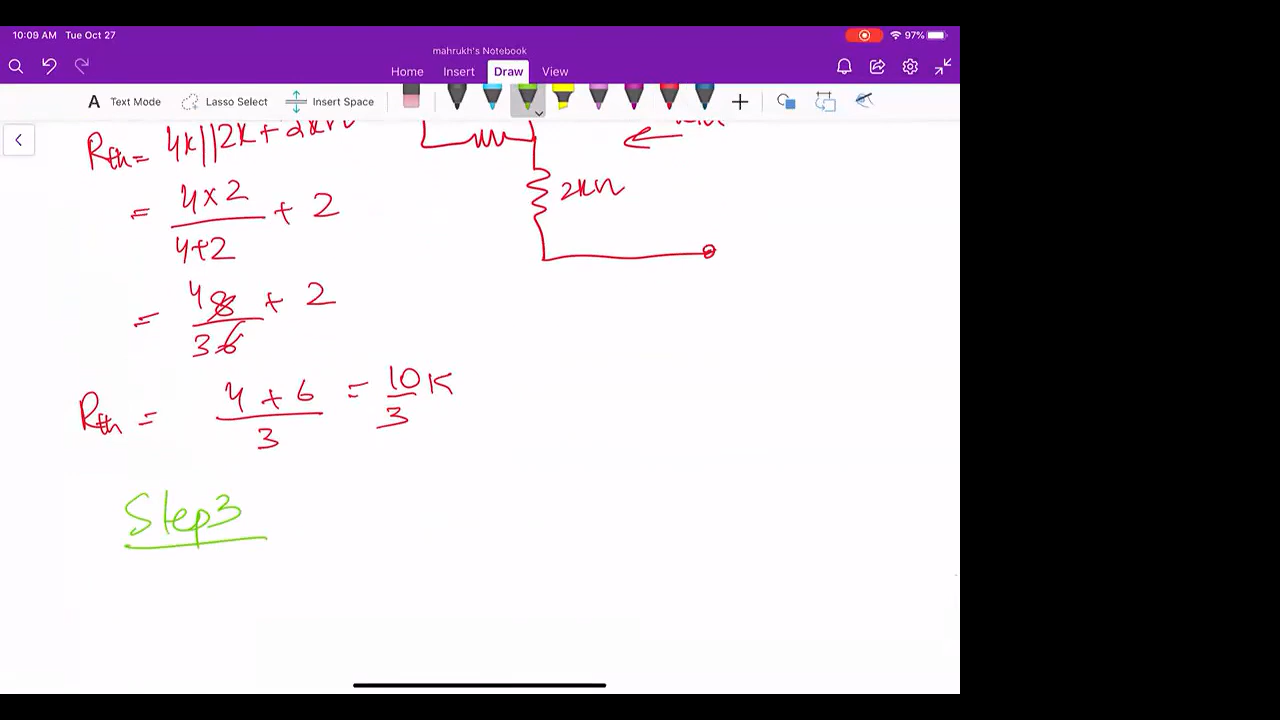 10:09 AM Tue Oct 27
97%
mahrukh's Notebook
Home Insert Draw View
Text Mode Lasso Select Insert Space
Rth = 4k||2k + 2kΩ
= 4×2/4+2 + 2
2kΩ
= 4 8/3 6 + 2
Rth = 4 + 6/3 = 10/3 K
Step3